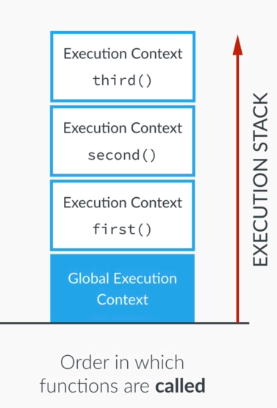 Execution Context
third()
Execution Context
second()
Execution Context
first()
Global Execution
Context
EXECUTION STACK
Order in which
functions are called